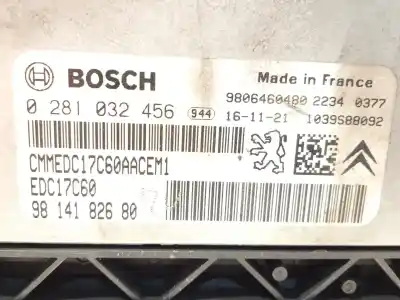 BOSCH
Made in France
0 281 032 456 944
9806460480 2234 0377
16-11-21 1039S88092
CMMEDC17C60AACEM1
EDC17C60
98 141 826 80